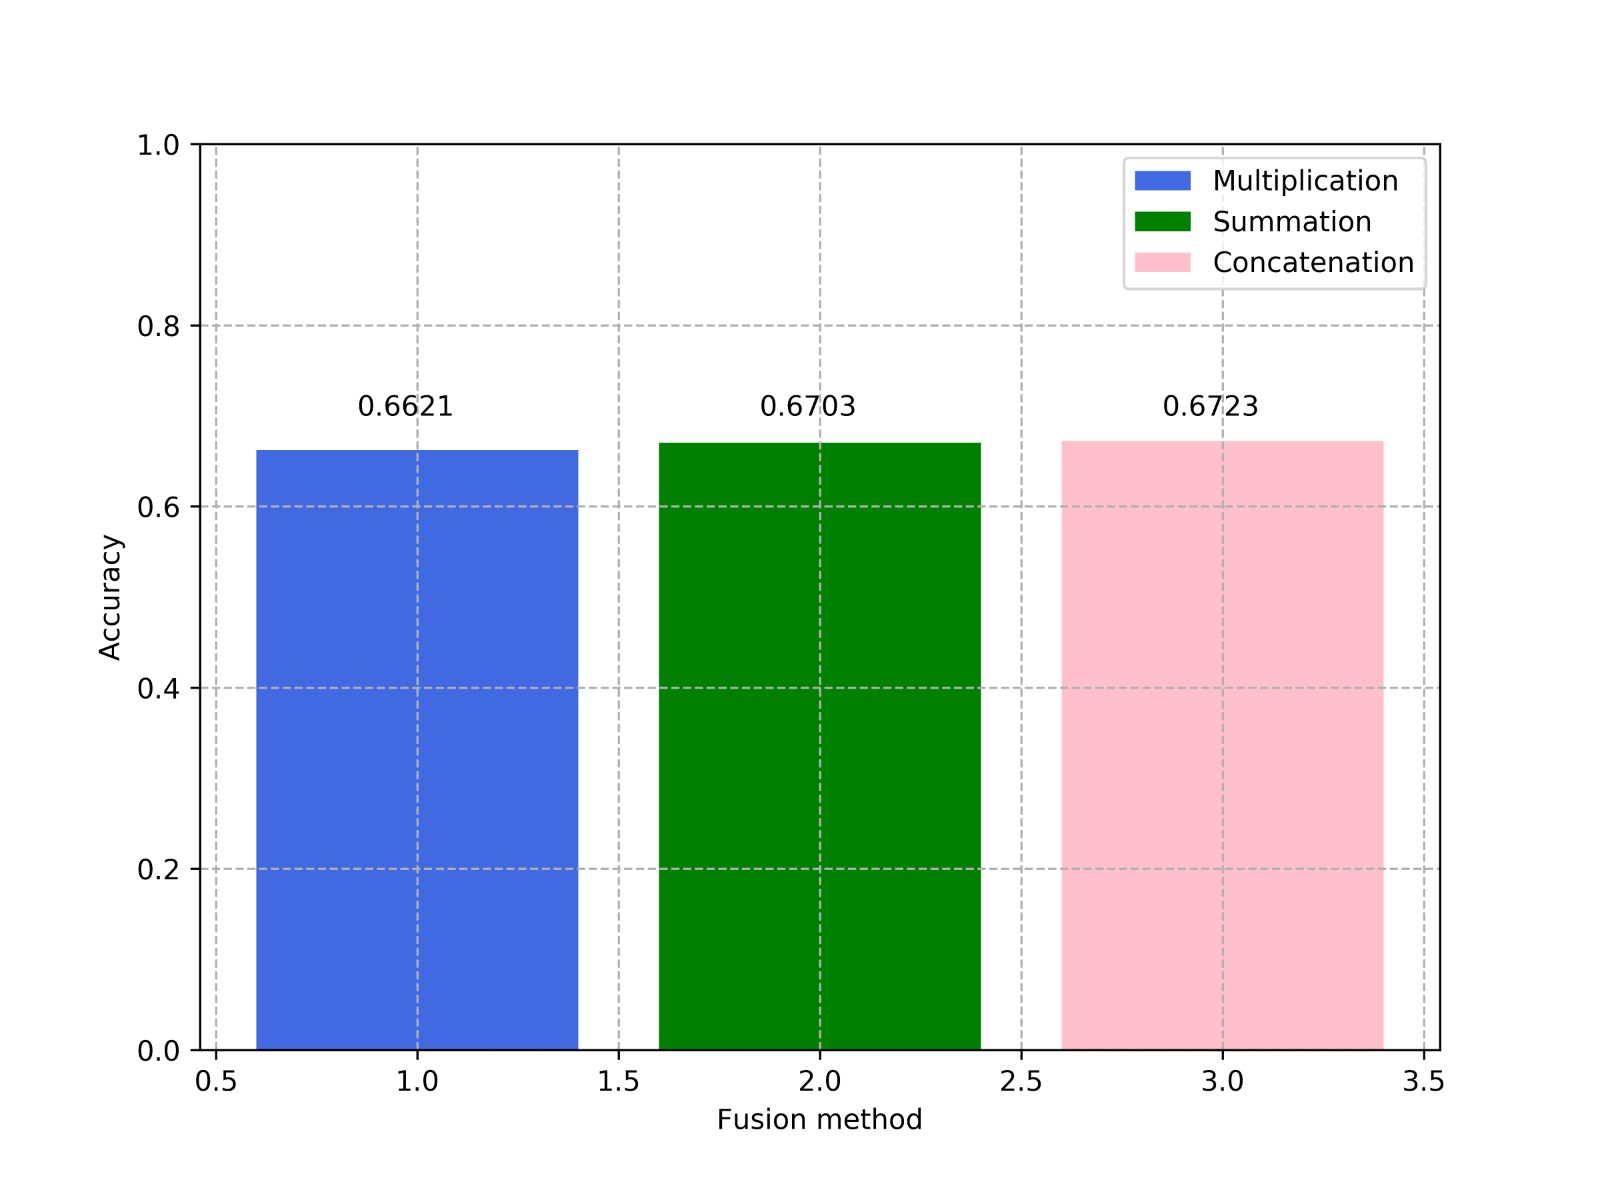 1.0
Multiplication
Summation
Concatenation
0.8
0.6621 0.6703 0.6723
0.6
Accuracy
0.4
0.2
0.0
0.5 1.0 1.5 2.0 2.5 3.0 3.5
Fusion method